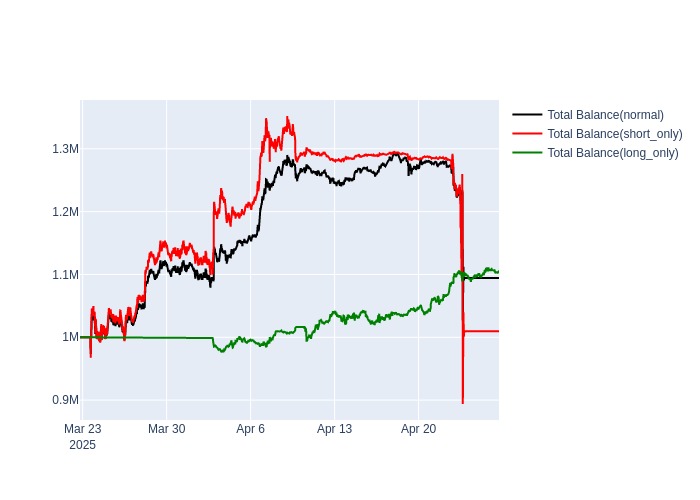 Total Balance(normal)
Total Balance(short_only)
Total Balance(long_only)
1.3M
1.2M
1.1M
1M
0.9M
Mar 23
2025
Mar 30
Apr 6
Apr 13
Apr 20